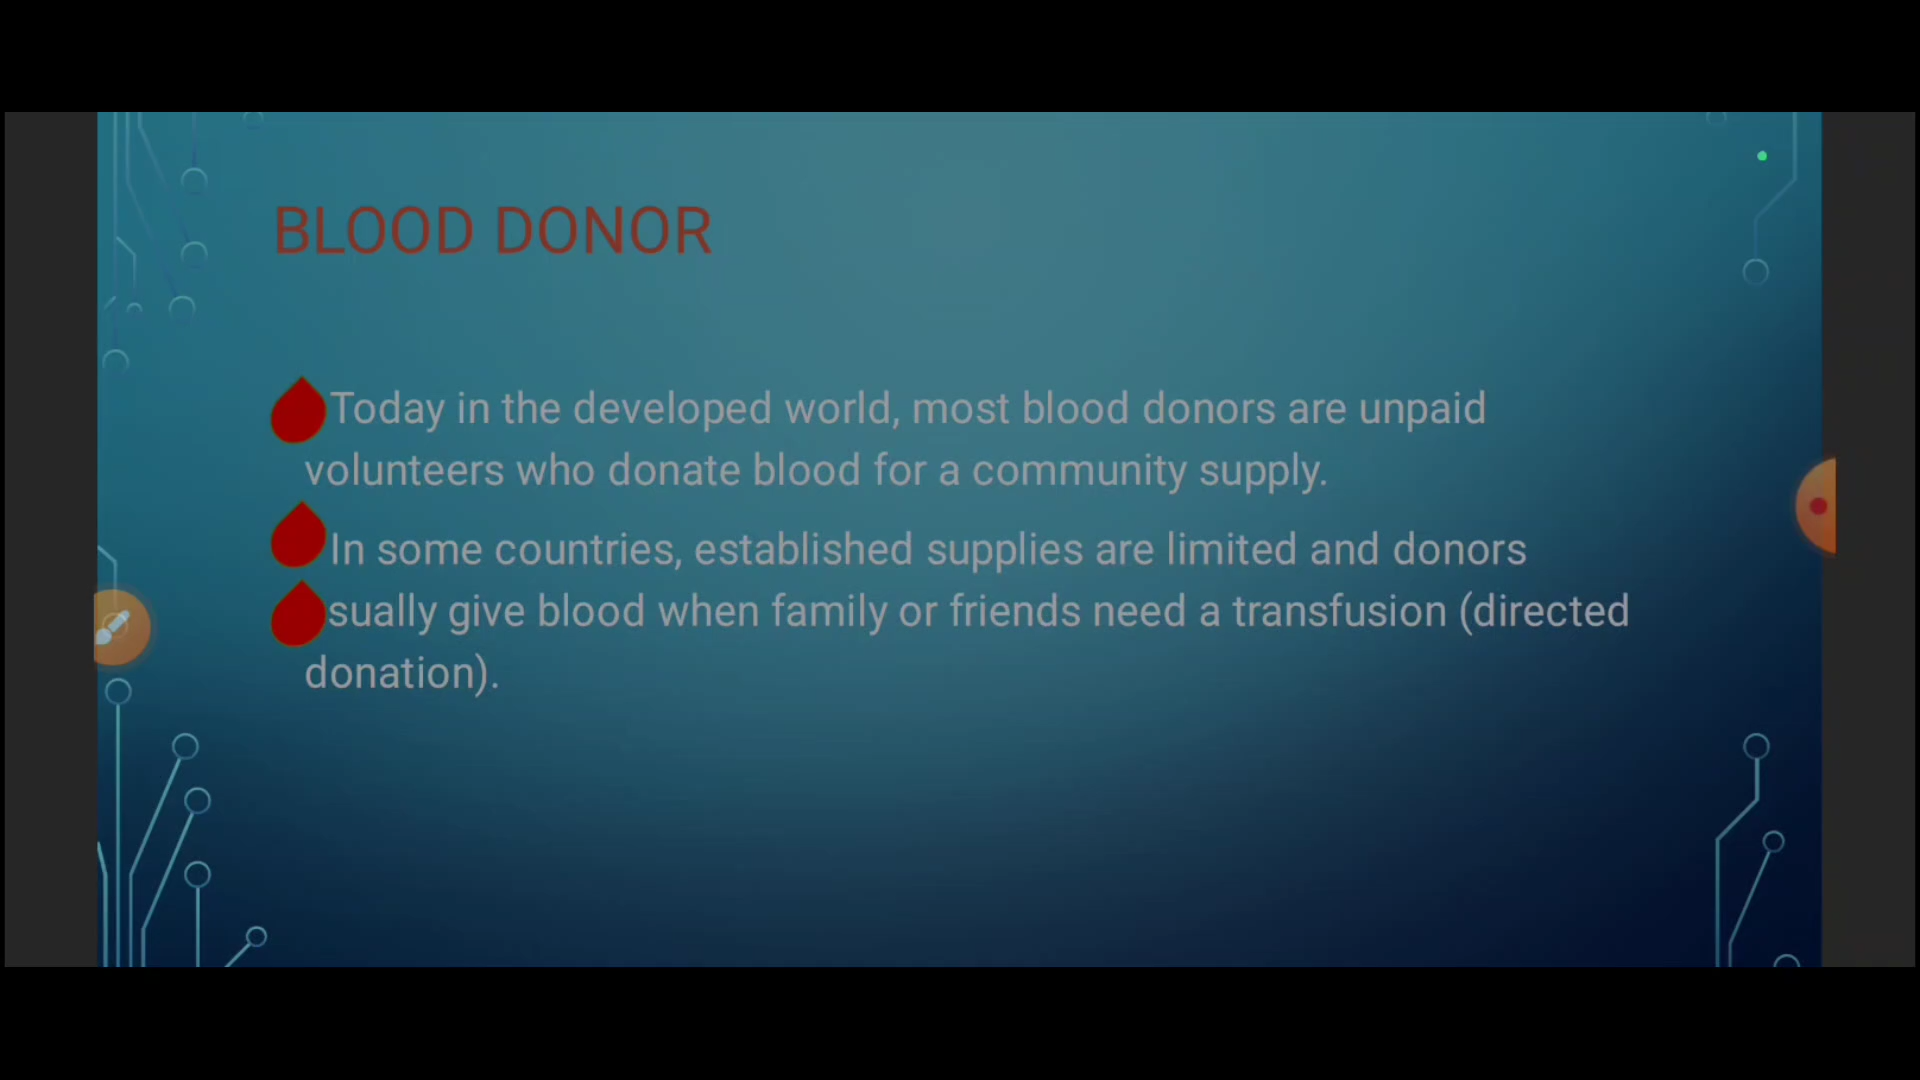 BLOOD DONOR
Today in the developed world, most blood donors are unpaid
volunteers who donate blood for a community supply.
In some countries, established supplies are limited and donors
sually give blood when family or friends need a transfusion (directed
donation).